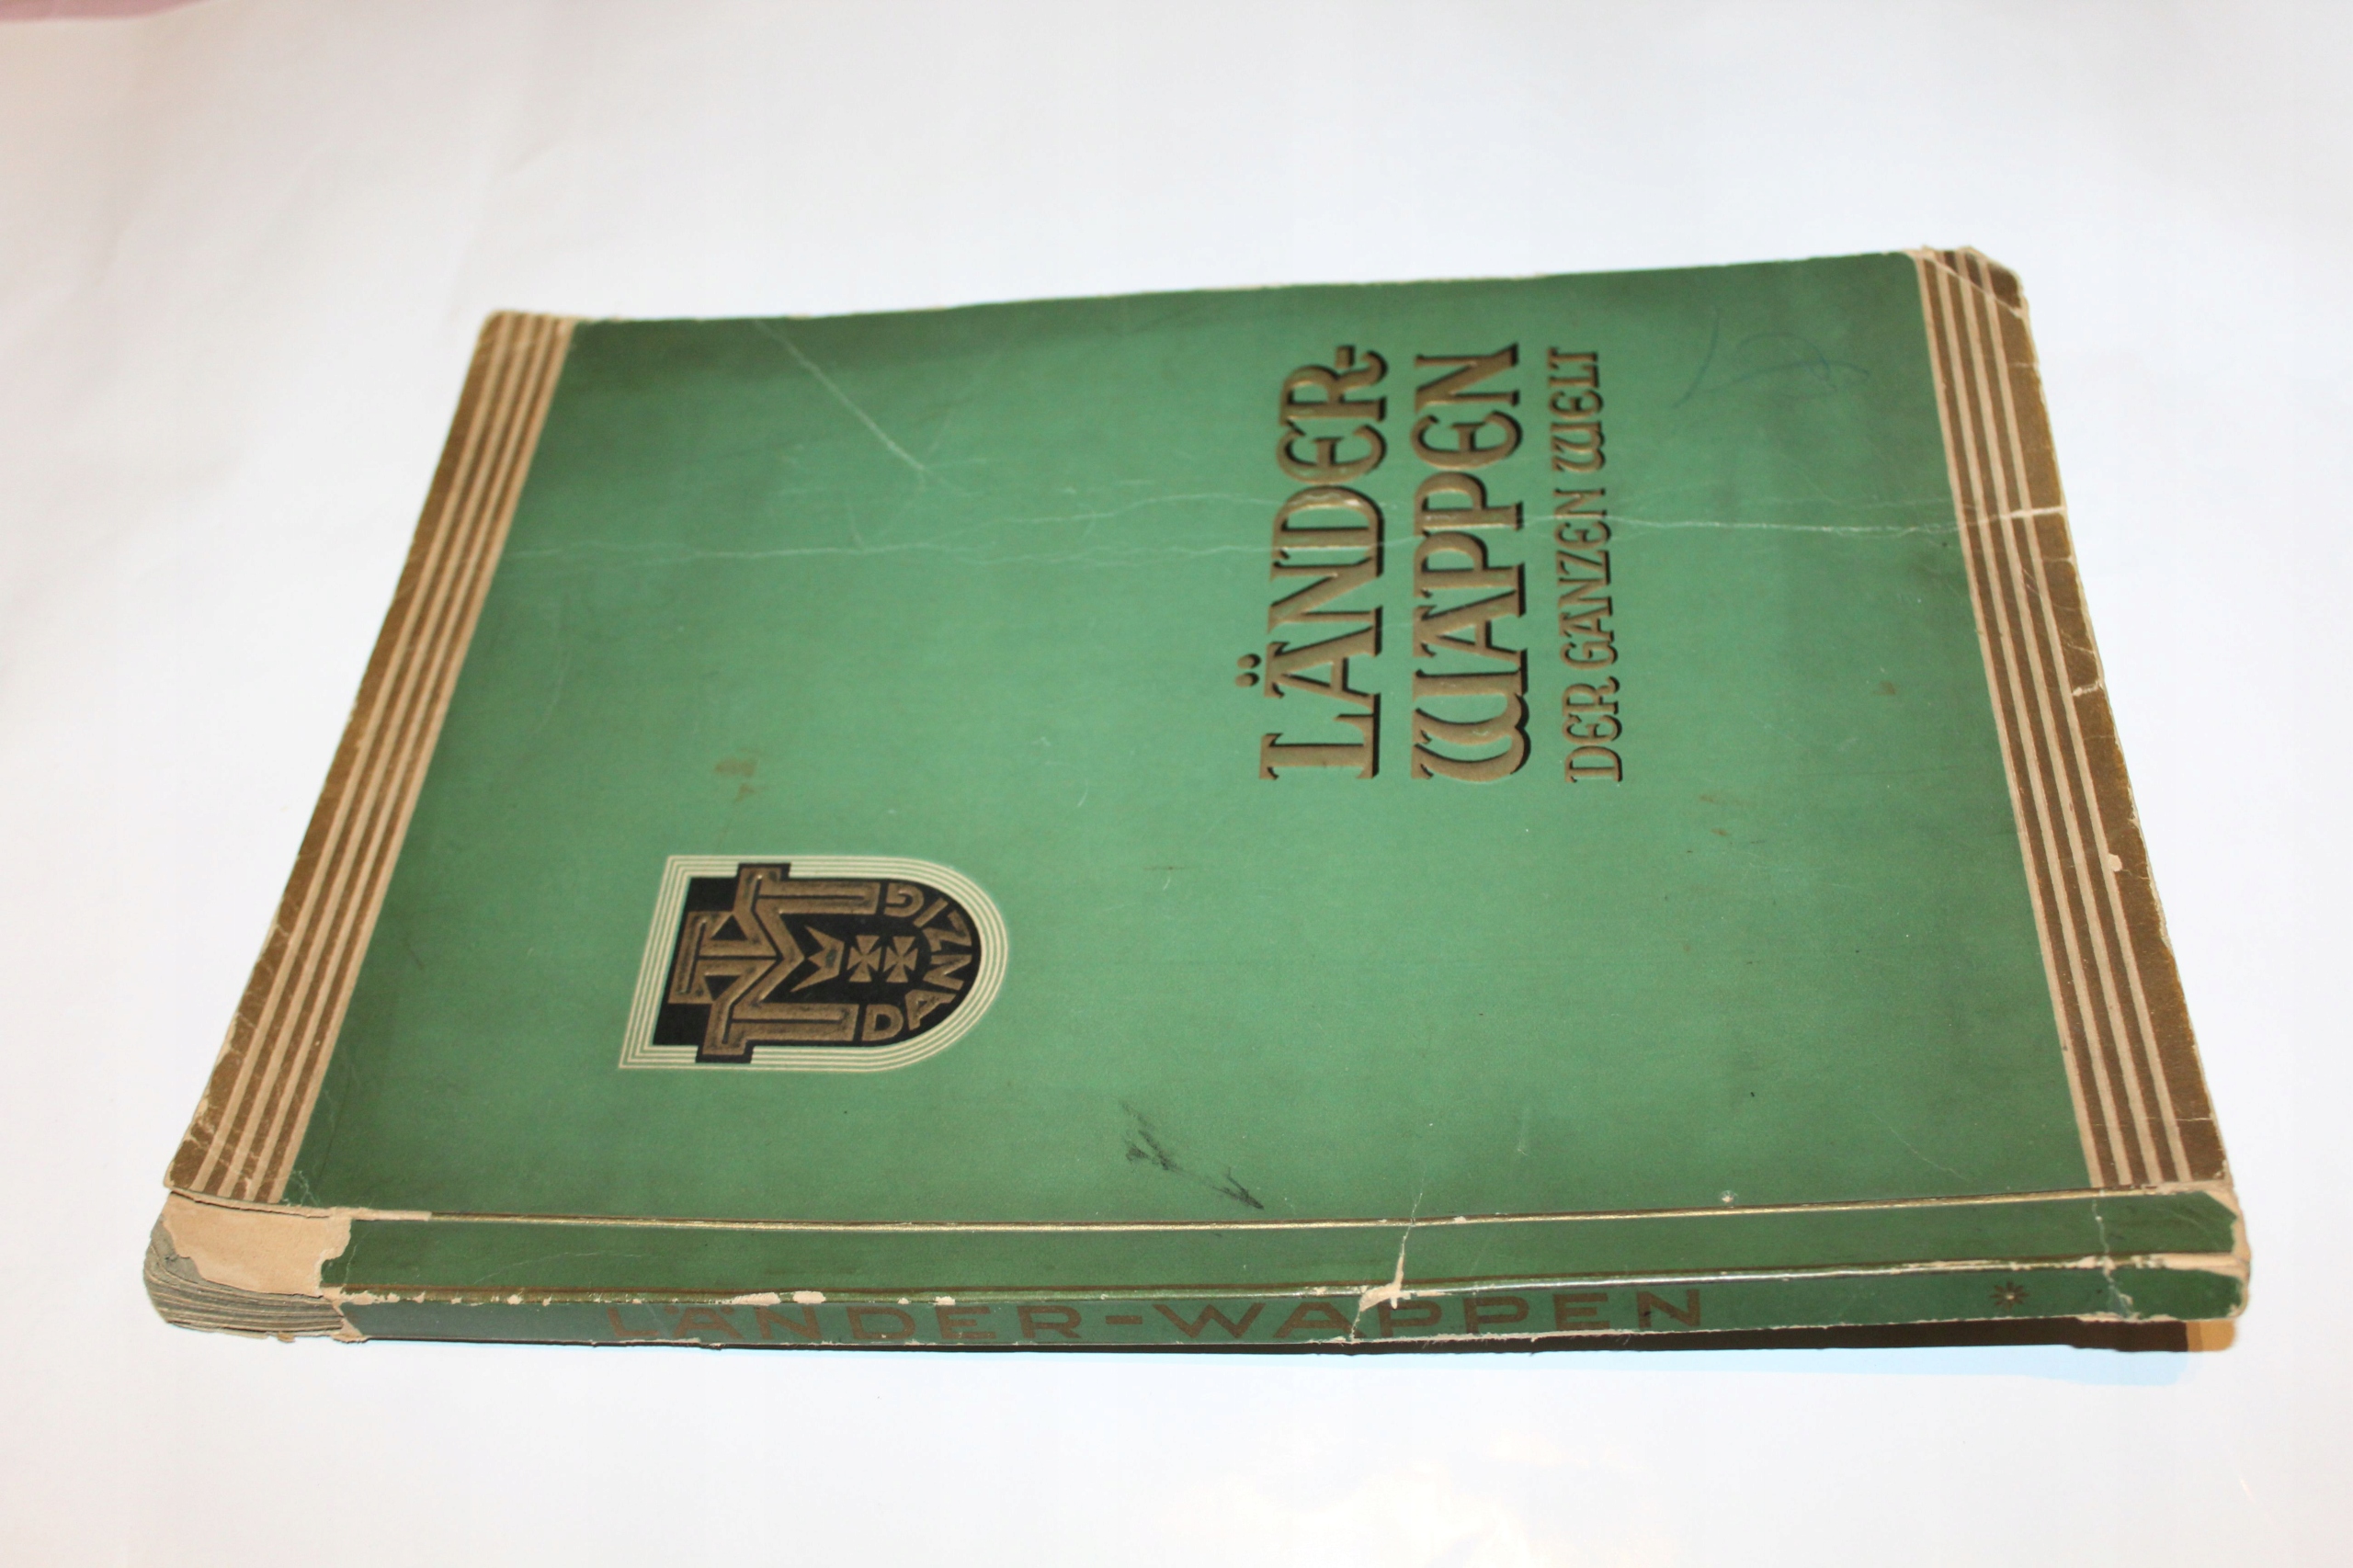 LÄNDER-
WAPPEN
DER GANZEN WELT
DANZIG
LÄNDER-WAPPEN